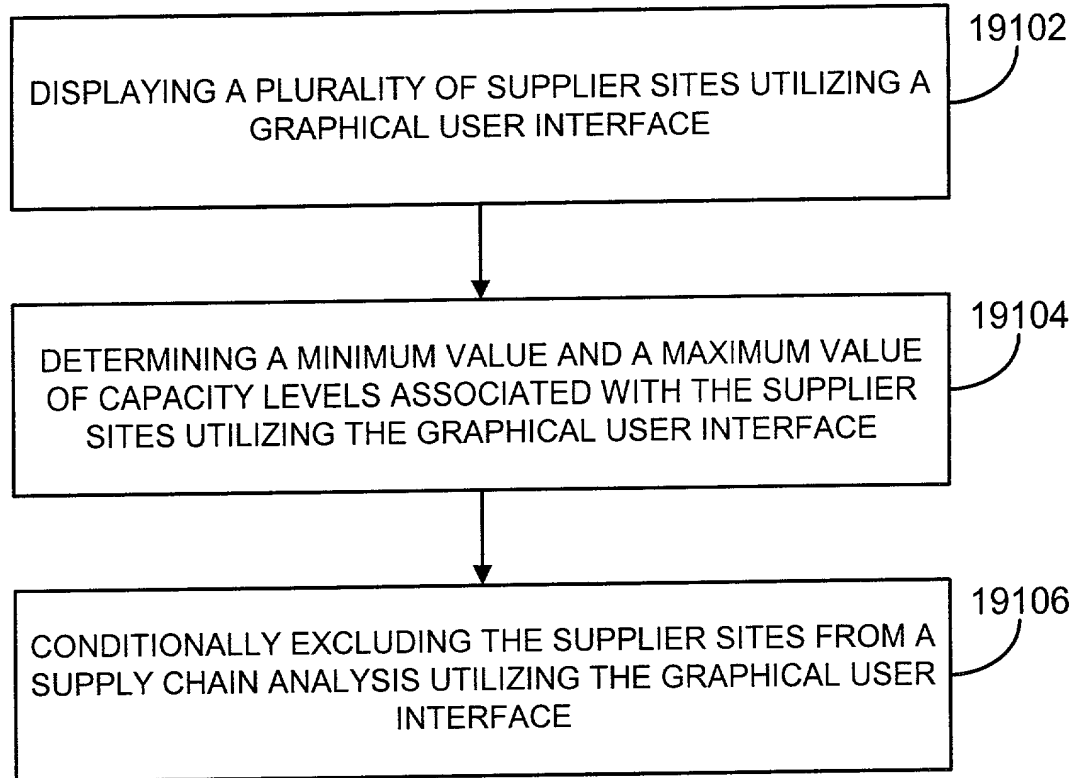 19102
DISPLAYING A PLURALITY OF SUPPLIER SITES UTILIZING A
GRAPHICAL USER INTERFACE
19104
DETERMINING A MINIMUM VALUE AND A MAXIMUM VALUE
OF CAPACITY LEVELS ASSOCIATED WITH THE SUPPLIER
SITES UTILIZING THE GRAPHICAL USER INTERFACE
19106
CONDITIONALLY EXCLUDING THE SUPPLIER SITES FROM A
SUPPLY CHAIN ANALYSIS UTILIZING THE GRAPHICAL USER
INTERFACE